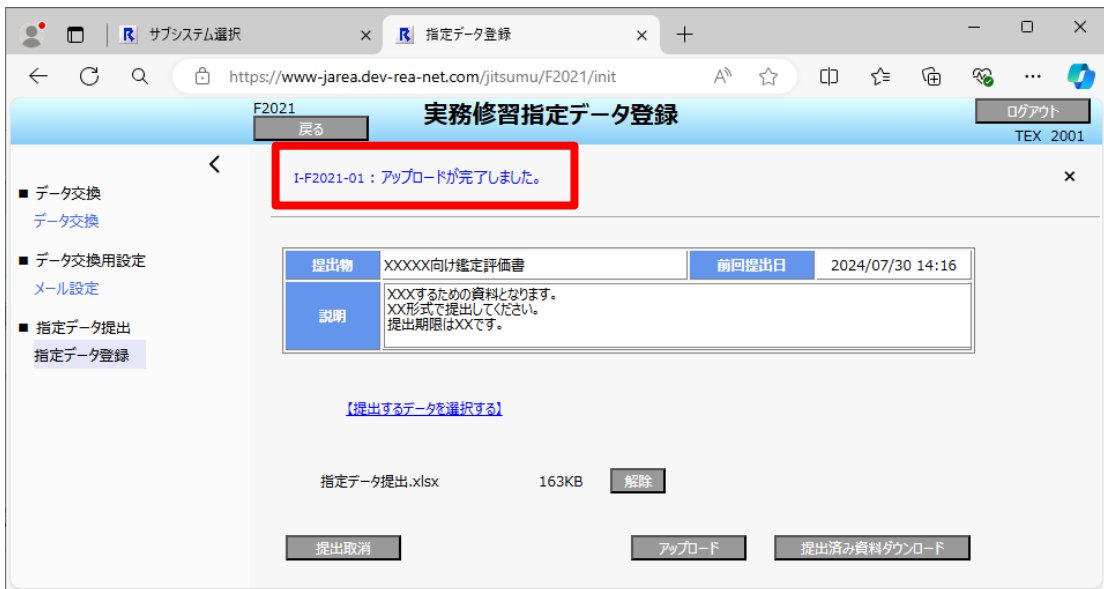 サブシステム選択
指定データ登録
https://www-jarea.dev-rea-net.com/jitsumu/F2021/init
F2021
戻る
実務修習指定データ登録
ログアウト
TEX 2001
■ データ交換
データ交換
■ データ交換用設定
メール設定
■ 指定データ提出
指定データ登録
I-F2021-01 : アップロードが完了しました。
提出物 XXXXX向け鑑定評価書 前回提出日 2024/07/30 14:16
説明
XXXするための資料となります。
XX形式で提出してください。
提出期限はXXです。
【提出するデータを選択する】
指定データ提出.xlsx 163KB 解除
提出取消 アップロード 提出済み資料ダウンロード